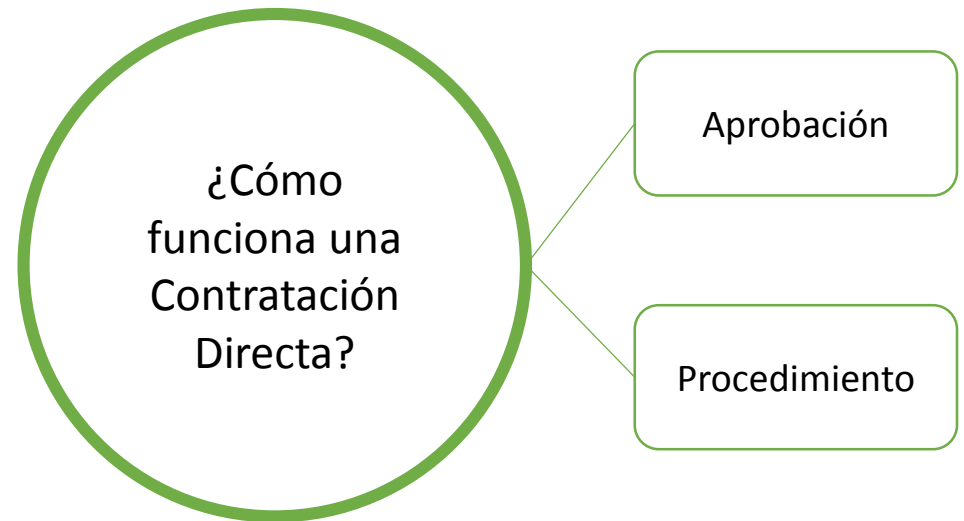 ¿Cómo
funciona una
Contratación
Directa?
Aprobación
Procedimiento